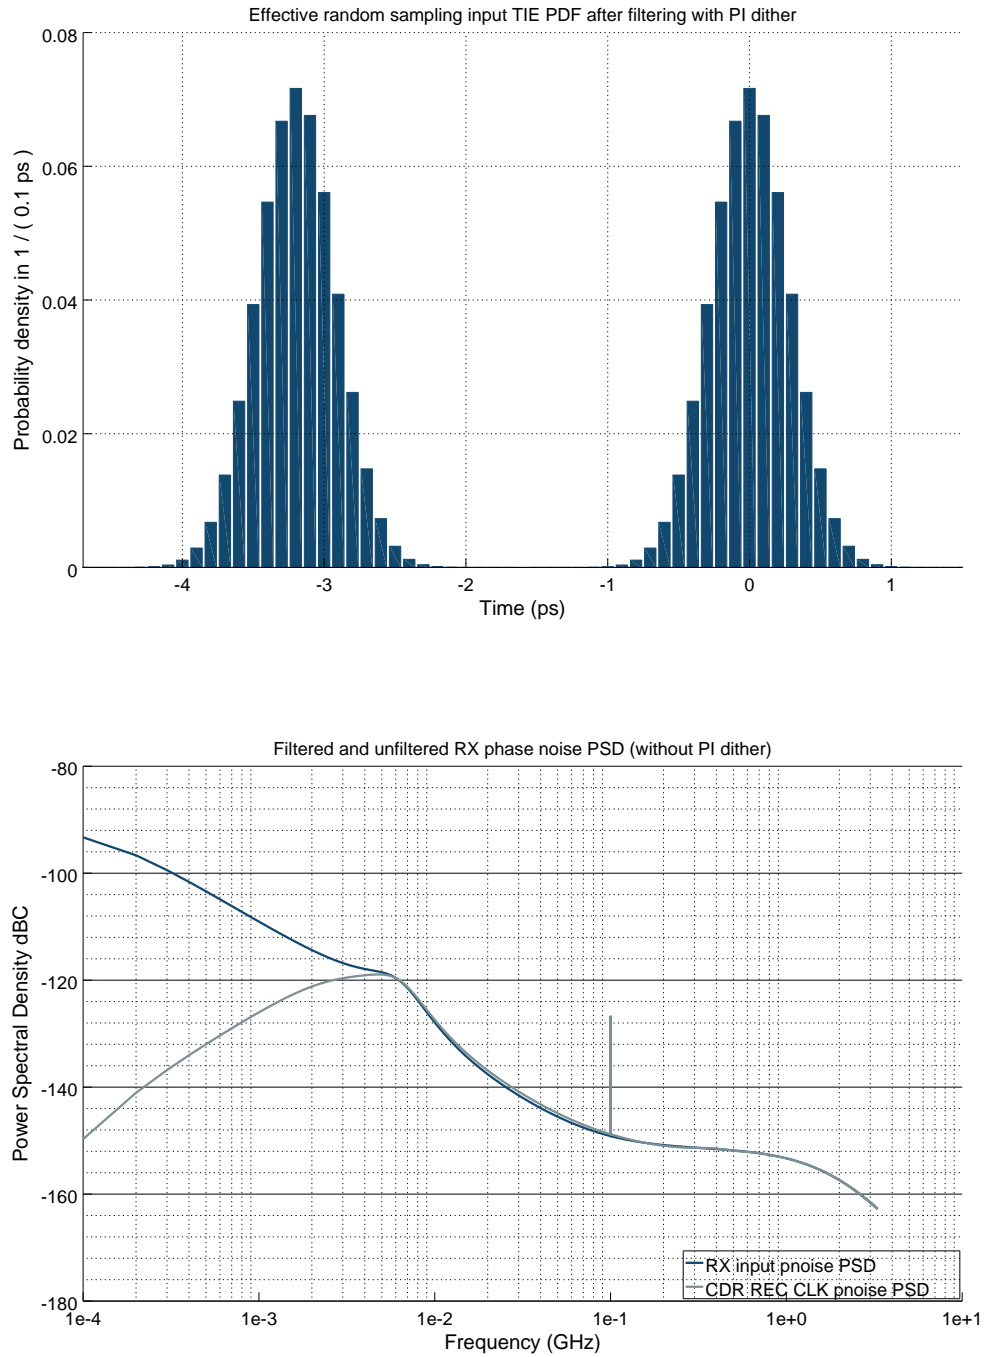 Effective random sampling input TIE PDF after filtering with PI dither
Probability density in 1 / ( 0.1 ps )
0.08
0.06
0.04
0.02
0
-4 -3 -2 -1 0 1
Time (ps)
Filtered and unfiltered RX phase noise PSD (without PI dither)
Power Spectral Density dBC
-80
-100
-120
-140
-160
-180
RX input pnoise PSD
CDR REC CLK pnoise PSD
1e-4 1e-3 1e-2 1e-1 1e+0 1e+1
Frequency (GHz)